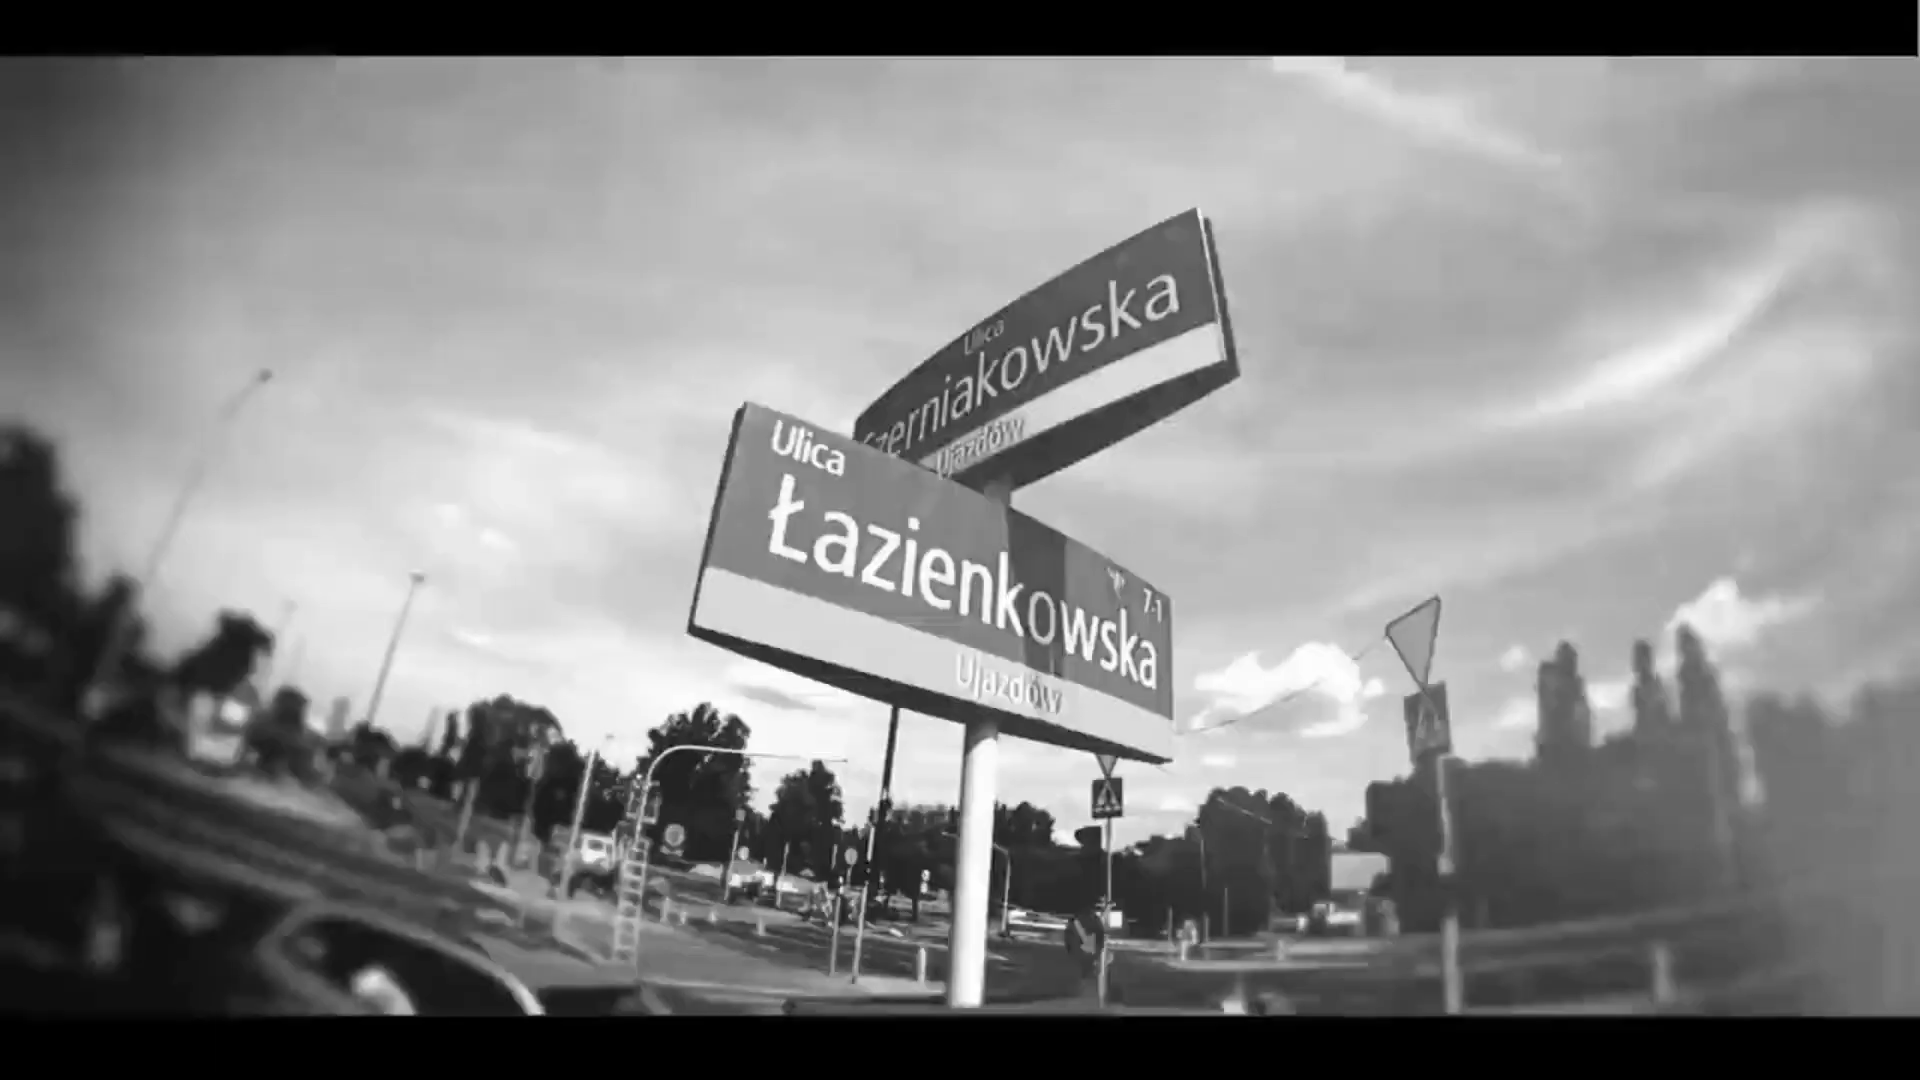 Ulica
Czerniakowska
Ujazdów
Ulica
Łazienkowska
7-1
Ujazdów